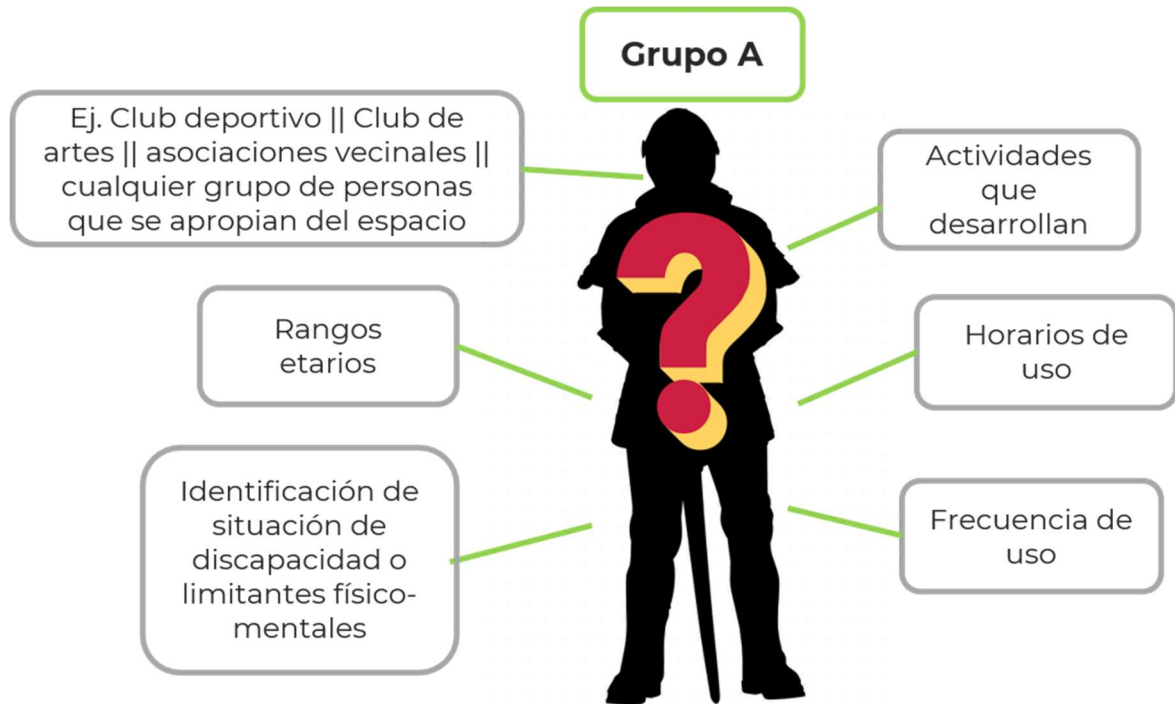 Grupo A
Ej. Club deportivo || Club de
artes || asociaciones vecinales ||
cualquier grupo de personas
que se apropian del espacio
Actividades
que
desarrollan
Rangos
etarios
Horarios de
uso
Identificación de
situación de
discapacidad o
limitantes físico-
mentales
Frecuencia de
uso
?